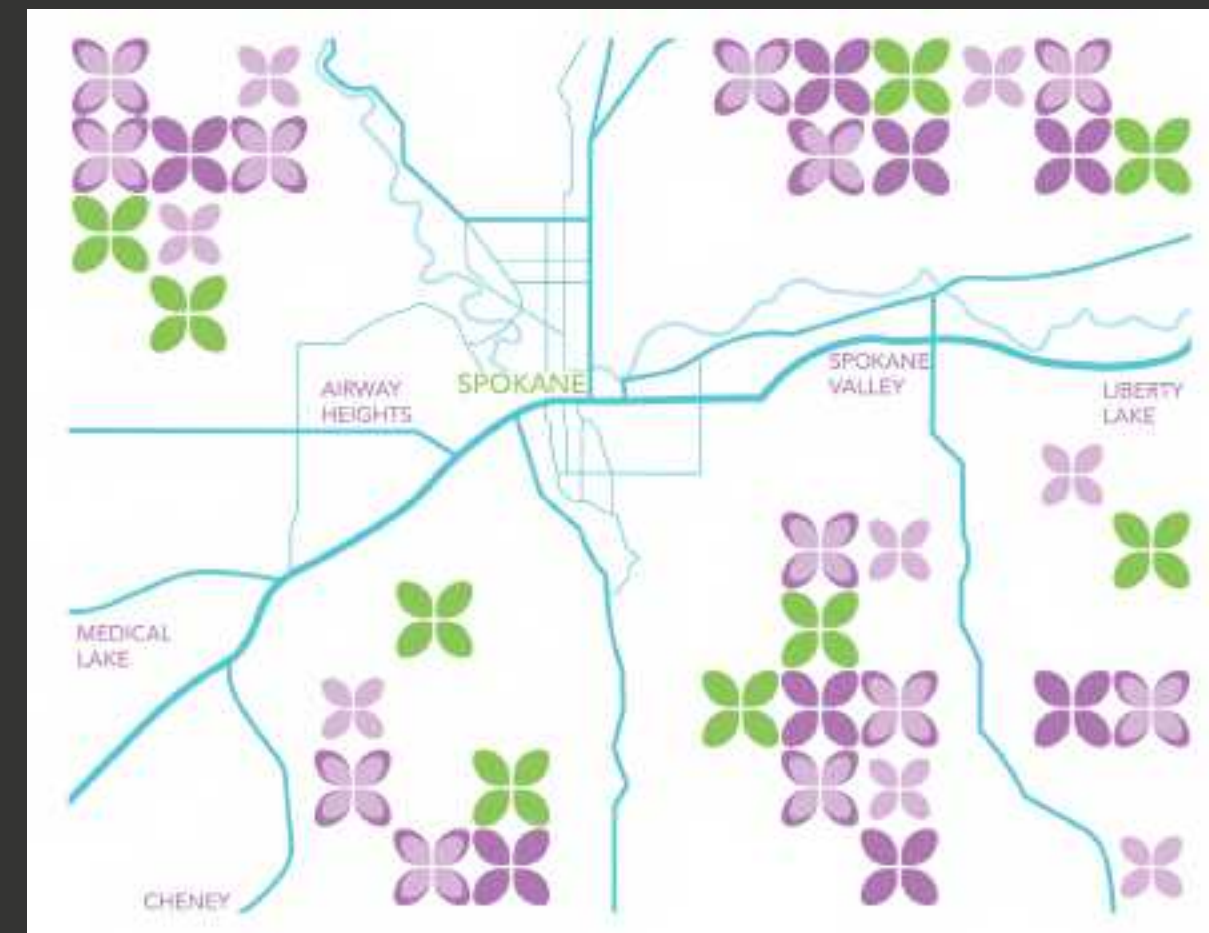 SPOKANE
VALLEY
AIRWAY
HEIGHTS
SPOKANE
LIBERTY
LAKE
MEDICAL
LAKE
CHENEY